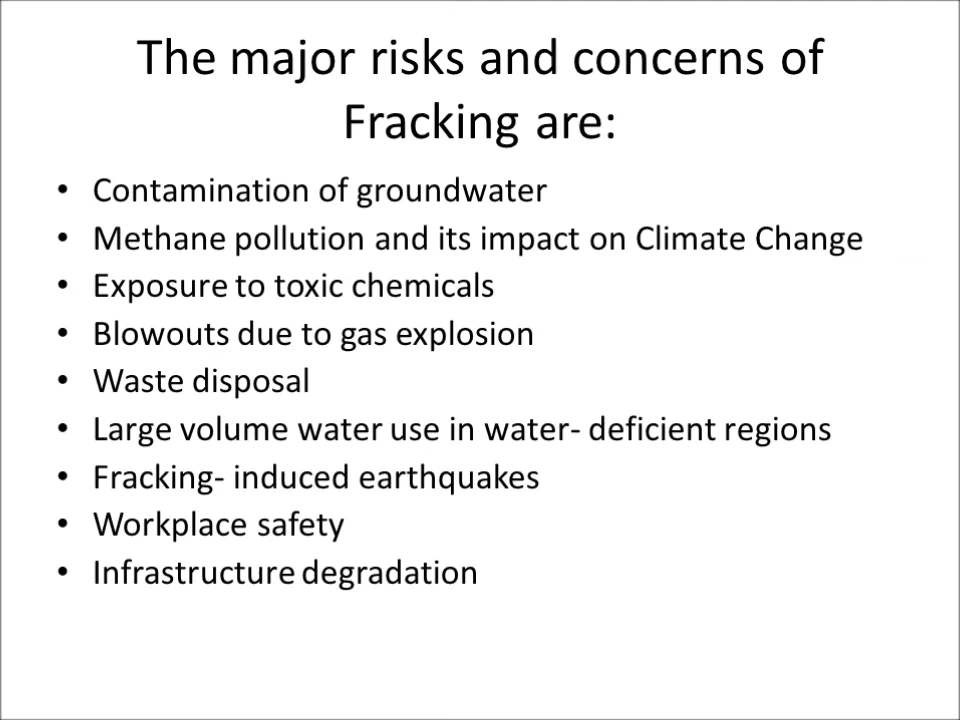 The major risks and concerns of
Fracking are:
• Contamination of groundwater
• Methane pollution and its impact on Climate Change
• Exposure to toxic chemicals
• Blowouts due to gas explosion
• Waste disposal
• Large volume water use in water- deficient regions
• Fracking- induced earthquakes
• Workplace safety
• Infrastructure degradation